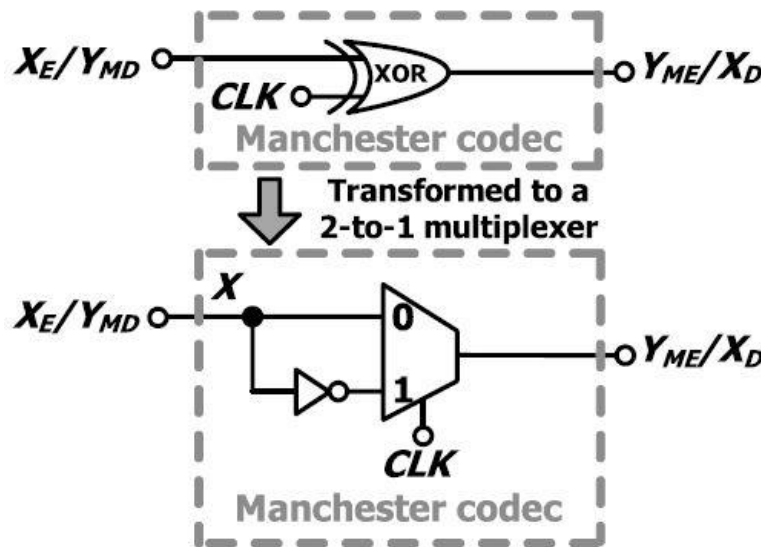 X_E/Y_MD
XOR
Y_ME/X_D
CLK
Manchester codec
Transformed to a
2-to-1 multiplexer
X
X_E/Y_MD
0
Y_ME/X_D
1
CLK
Manchester codec